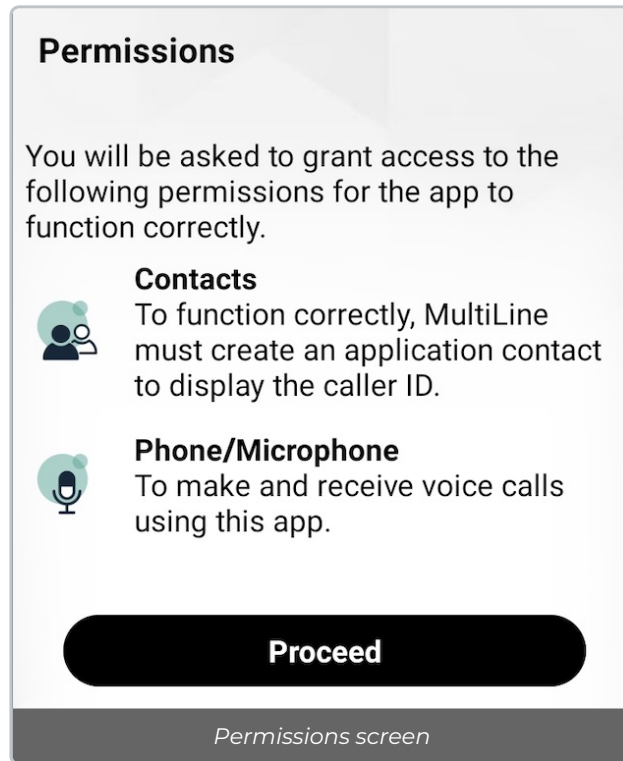 Permissions
You will be asked to grant access to the
following permissions for the app to
function correctly.
Contacts
To function correctly, MultiLine
must create an application contact
to display the caller ID.
Phone/Microphone
To make and receive voice calls
using this app.
Proceed
Permissions screen